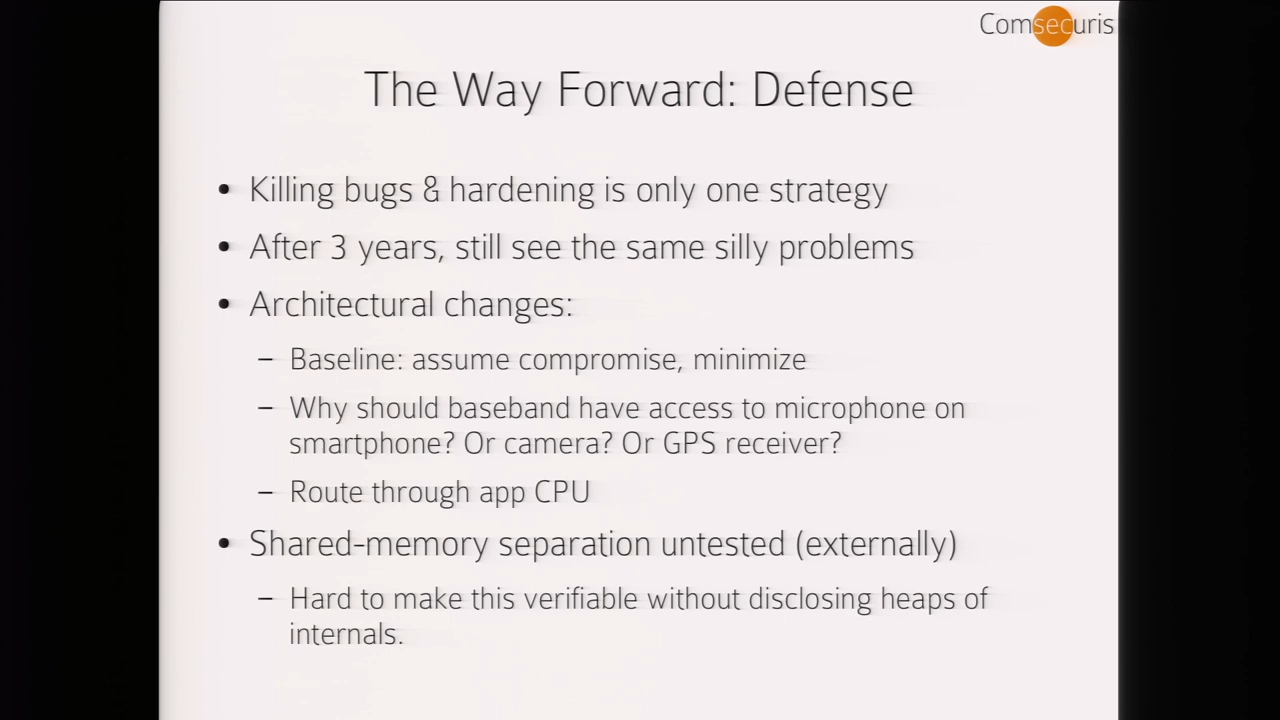 Comsecuris
The Way Forward: Defense
• Killing bugs & hardening is only one strategy
• After 3 years, still see the same silly problems
• Architectural changes:
– Baseline: assume compromise, minimize
– Why should baseband have access to microphone on
smartphone? Or camera? Or GPS receiver?
– Route through app CPU
• Shared-memory separation untested (externally)
– Hard to make this verifiable without disclosing heaps of
internals.